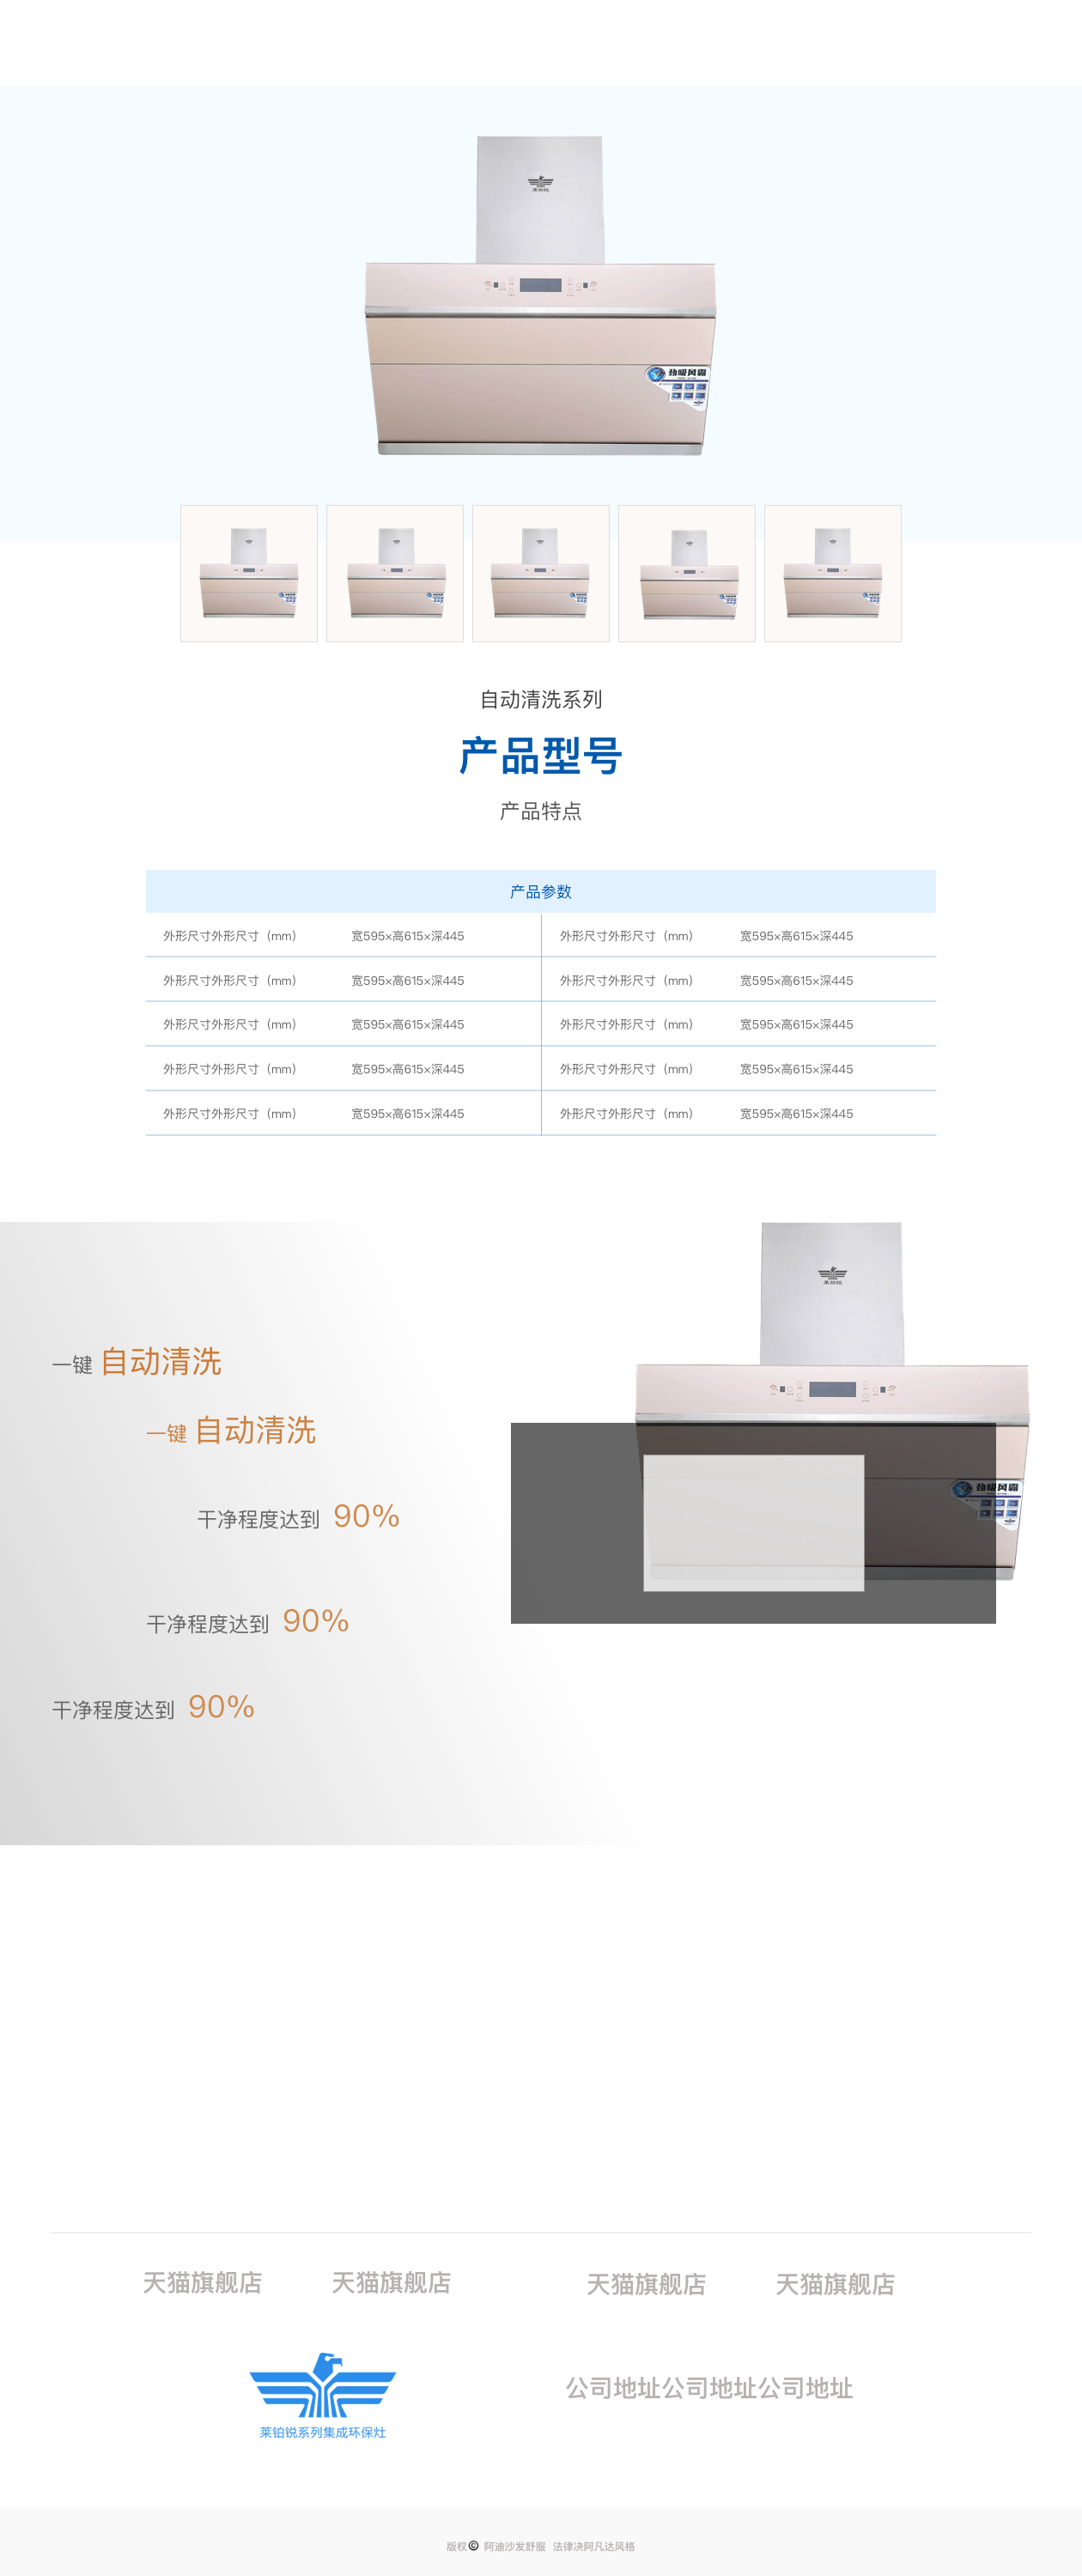 莱铂锐
劲吸风霸
自动清洗系列
产品型号
产品特点
产品参数
外形尺寸外形尺寸（mm） 宽595×高615×深445 外形尺寸外形尺寸（mm） 宽595×高615×深445
外形尺寸外形尺寸（mm） 宽595×高615×深445 外形尺寸外形尺寸（mm） 宽595×高615×深445
外形尺寸外形尺寸（mm） 宽595×高615×深445 外形尺寸外形尺寸（mm） 宽595×高615×深445
外形尺寸外形尺寸（mm） 宽595×高615×深445 外形尺寸外形尺寸（mm） 宽595×高615×深445
外形尺寸外形尺寸（mm） 宽595×高615×深445 外形尺寸外形尺寸（mm） 宽595×高615×深445
莱铂锐
一键 自动清洗
一键 自动清洗
劲吸风霸
干净程度达到 90%
干净程度达到 90%
干净程度达到 90%
天猫旗舰店 天猫旗舰店 天猫旗舰店 天猫旗舰店
公司地址公司地址公司地址
莱铂锐系列集成环保灶
版权© 阿迪沙发舒服 法律决阿凡达风格